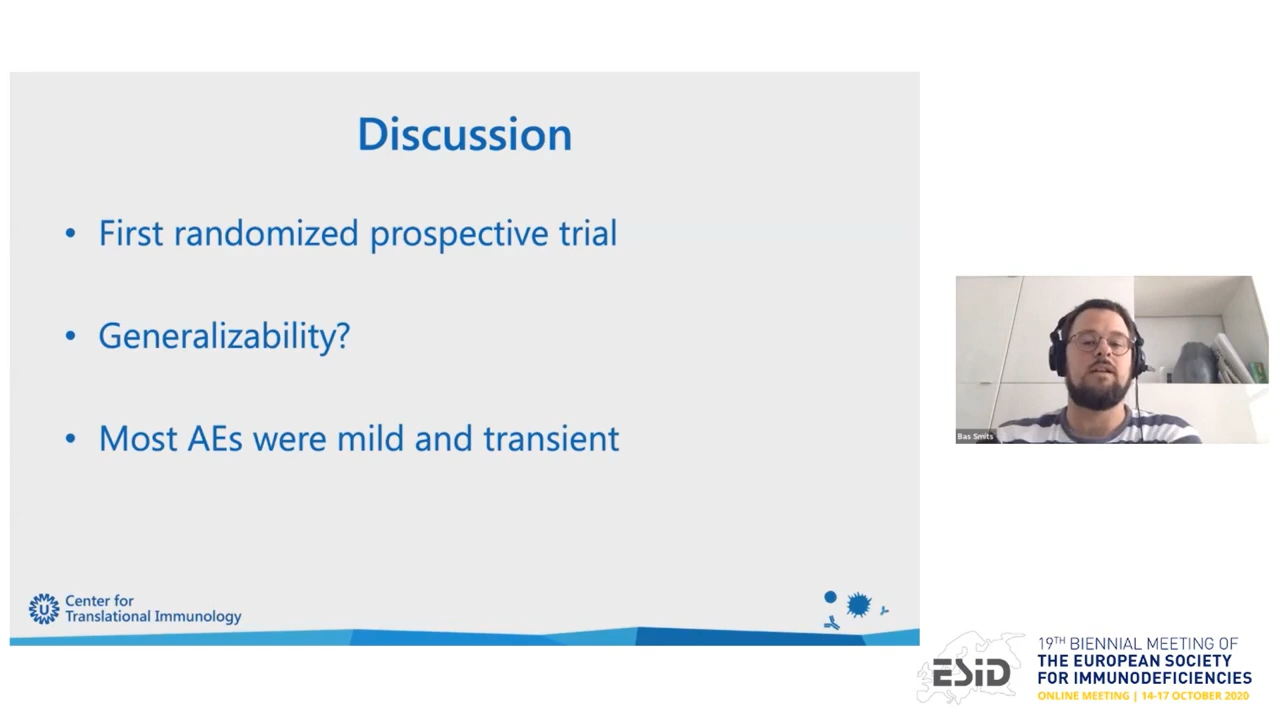 Discussion
• First randomized prospective trial
• Generalizability?
• Most AEs were mild and transient
U
Center for
Translational Immunology
Bas Smits
ESiD
19TH BIENNIAL MEETING OF
THE EUROPEAN SOCIETY
FOR IMMUNODEFICIENCIES
ONLINE MEETING | 14-17 OCTOBER 2020